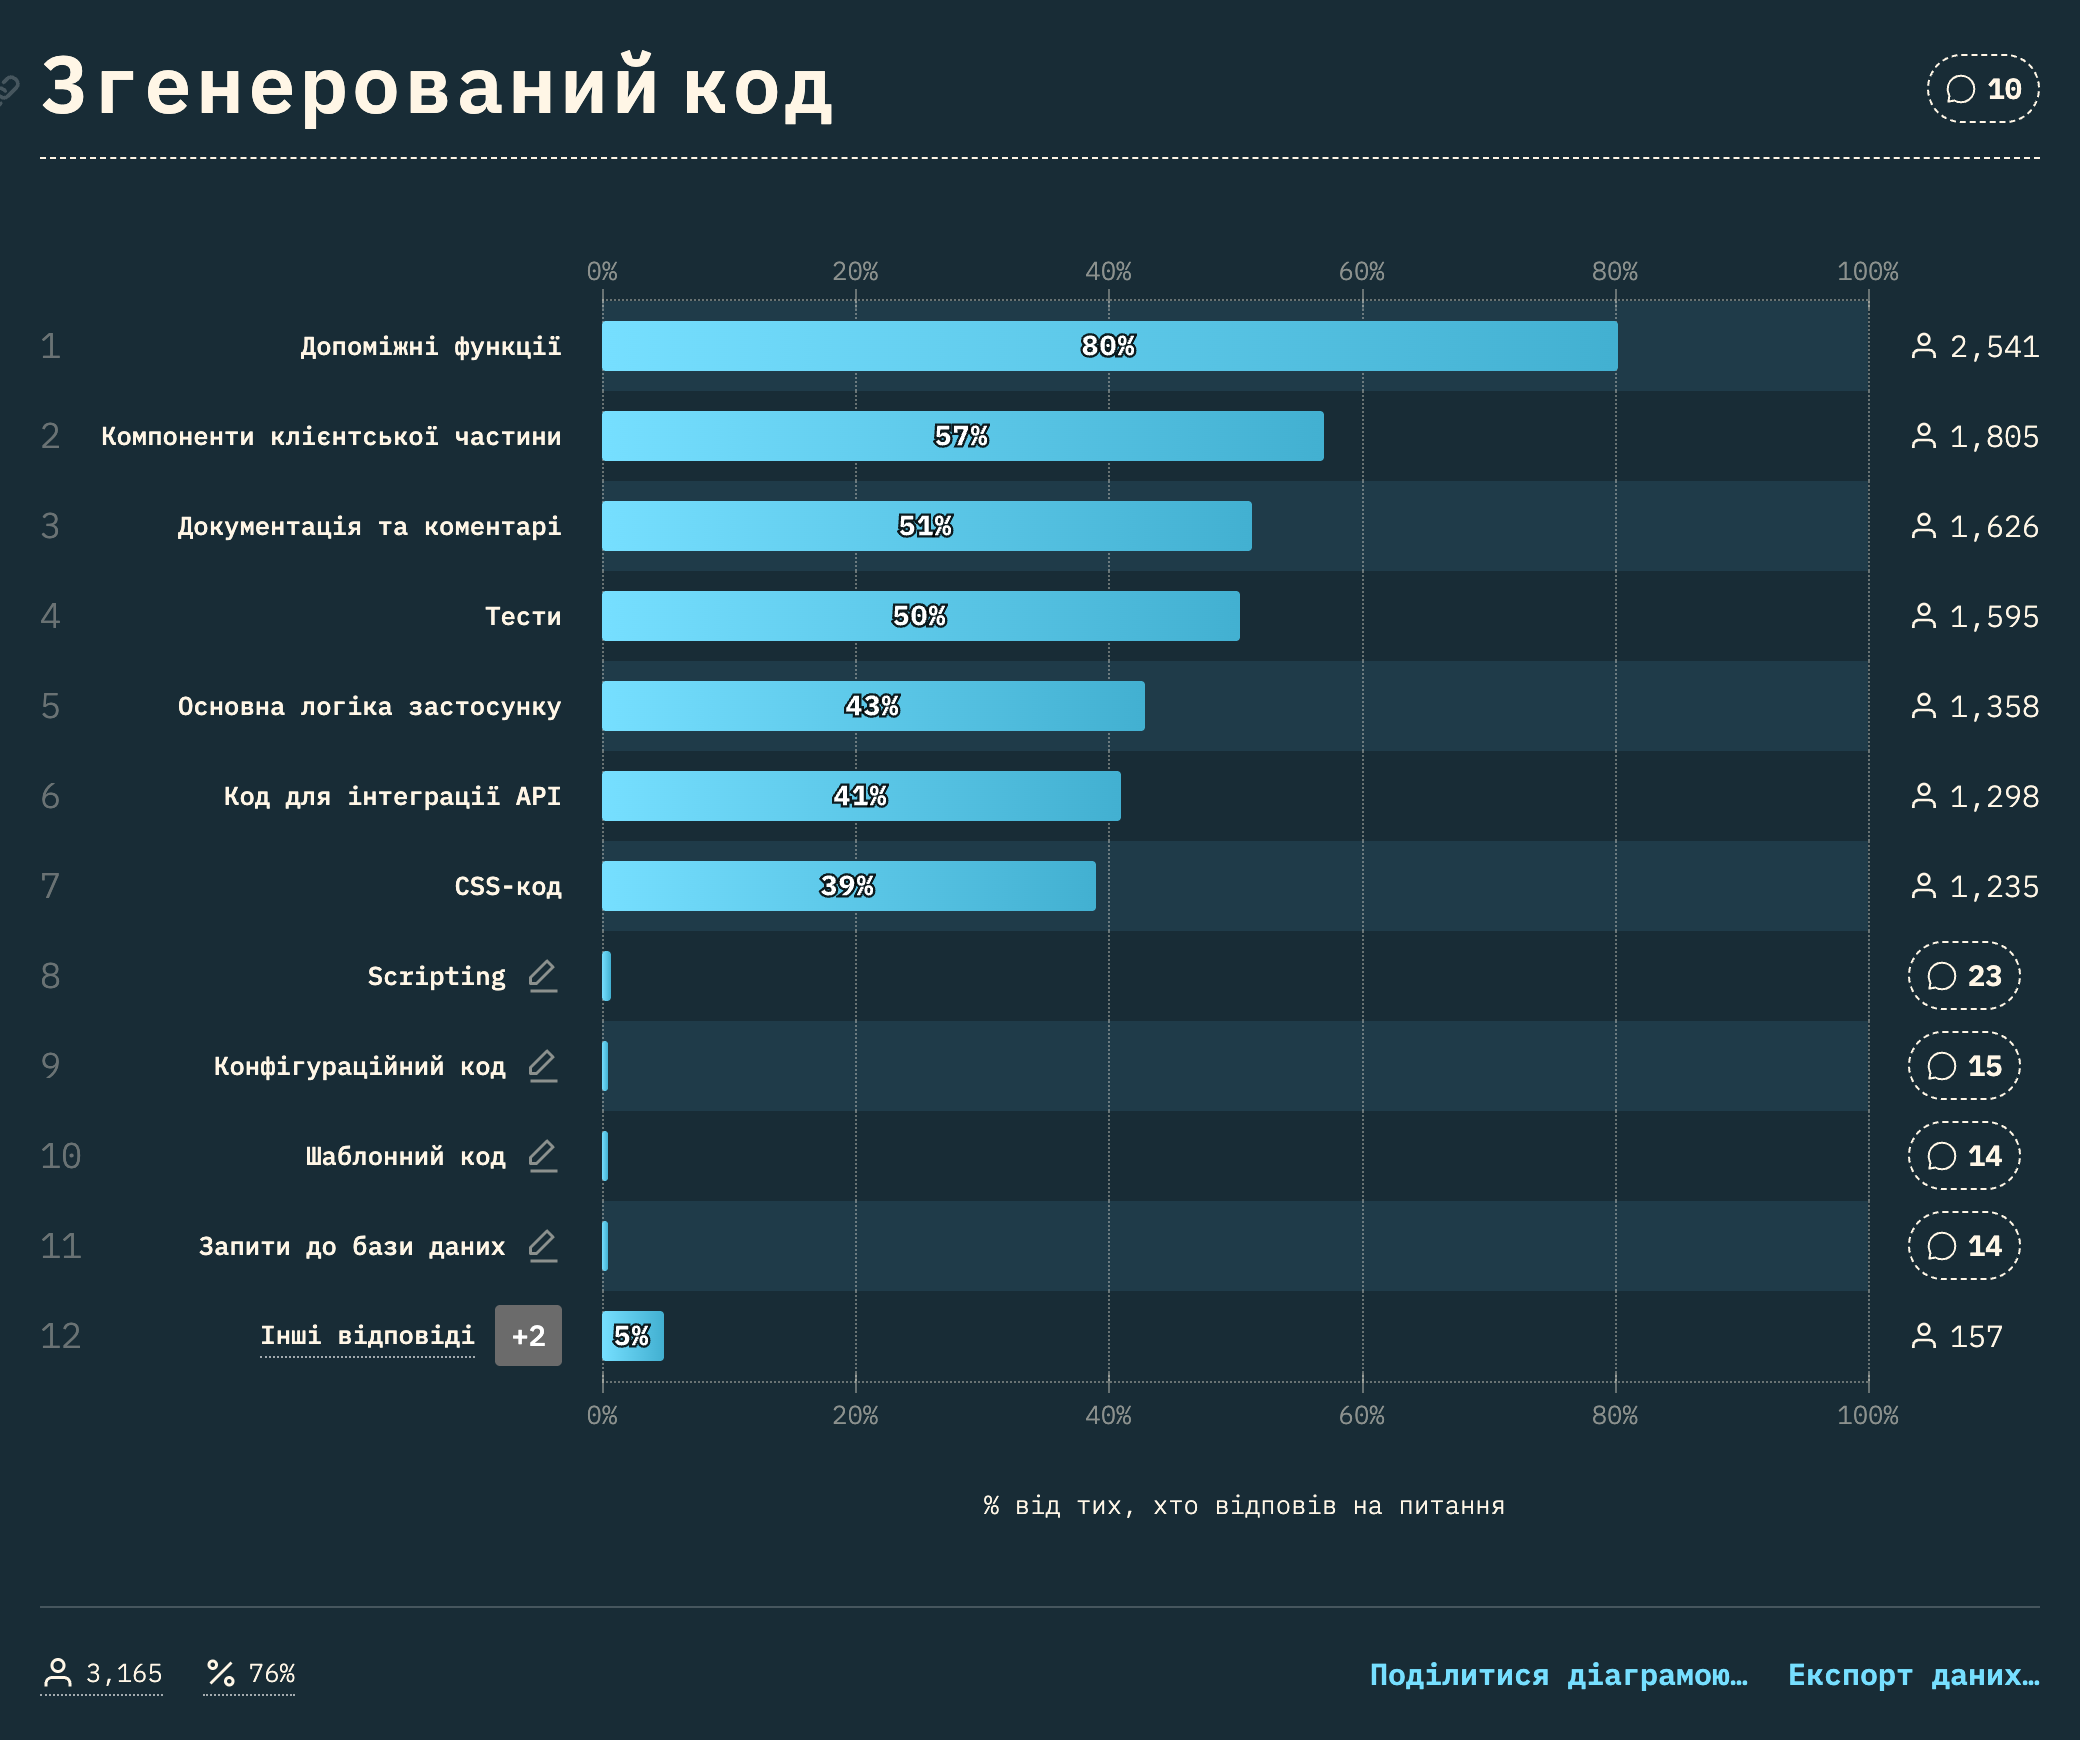 Згенерований код
10
0% 20% 40% 60% 80% 100%
1 Допоміжні функції 80% 2,541
2 Компоненти клієнтської частини 57% 1,805
3 Документація та коментарі 51% 1,626
4 Тести 50% 1,595
5 Основна логіка застосунку 43% 1,358
6 Код для інтеграції API 41% 1,298
7 CSS-код 39% 1,235
8 Scripting 23
9 Конфігураційний код 15
10 Шаблонний код 14
11 Запити до бази даних 14
12 Інші відповіді +2 5% 157
0% 20% 40% 60% 80% 100%
% від тих, хто відповів на питання
3,165 % 76% Поділитися діаграмою… Експорт даних…